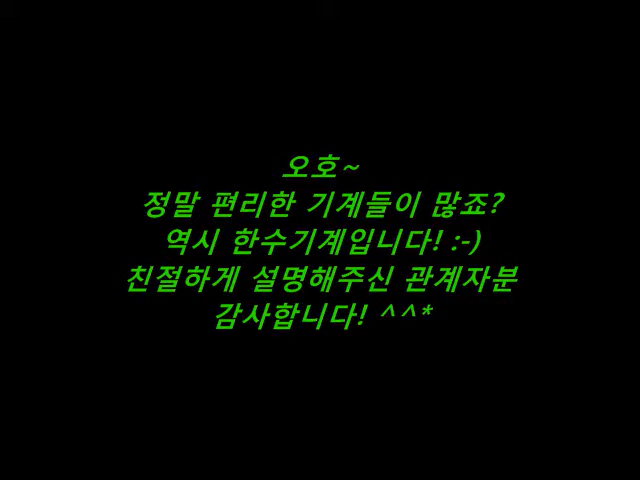 오호~
정말 편리한 기계들이 많죠?
역시 한수기계입니다! :-)
친절하게 설명해주신 관계자분
감사합니다! ^^*